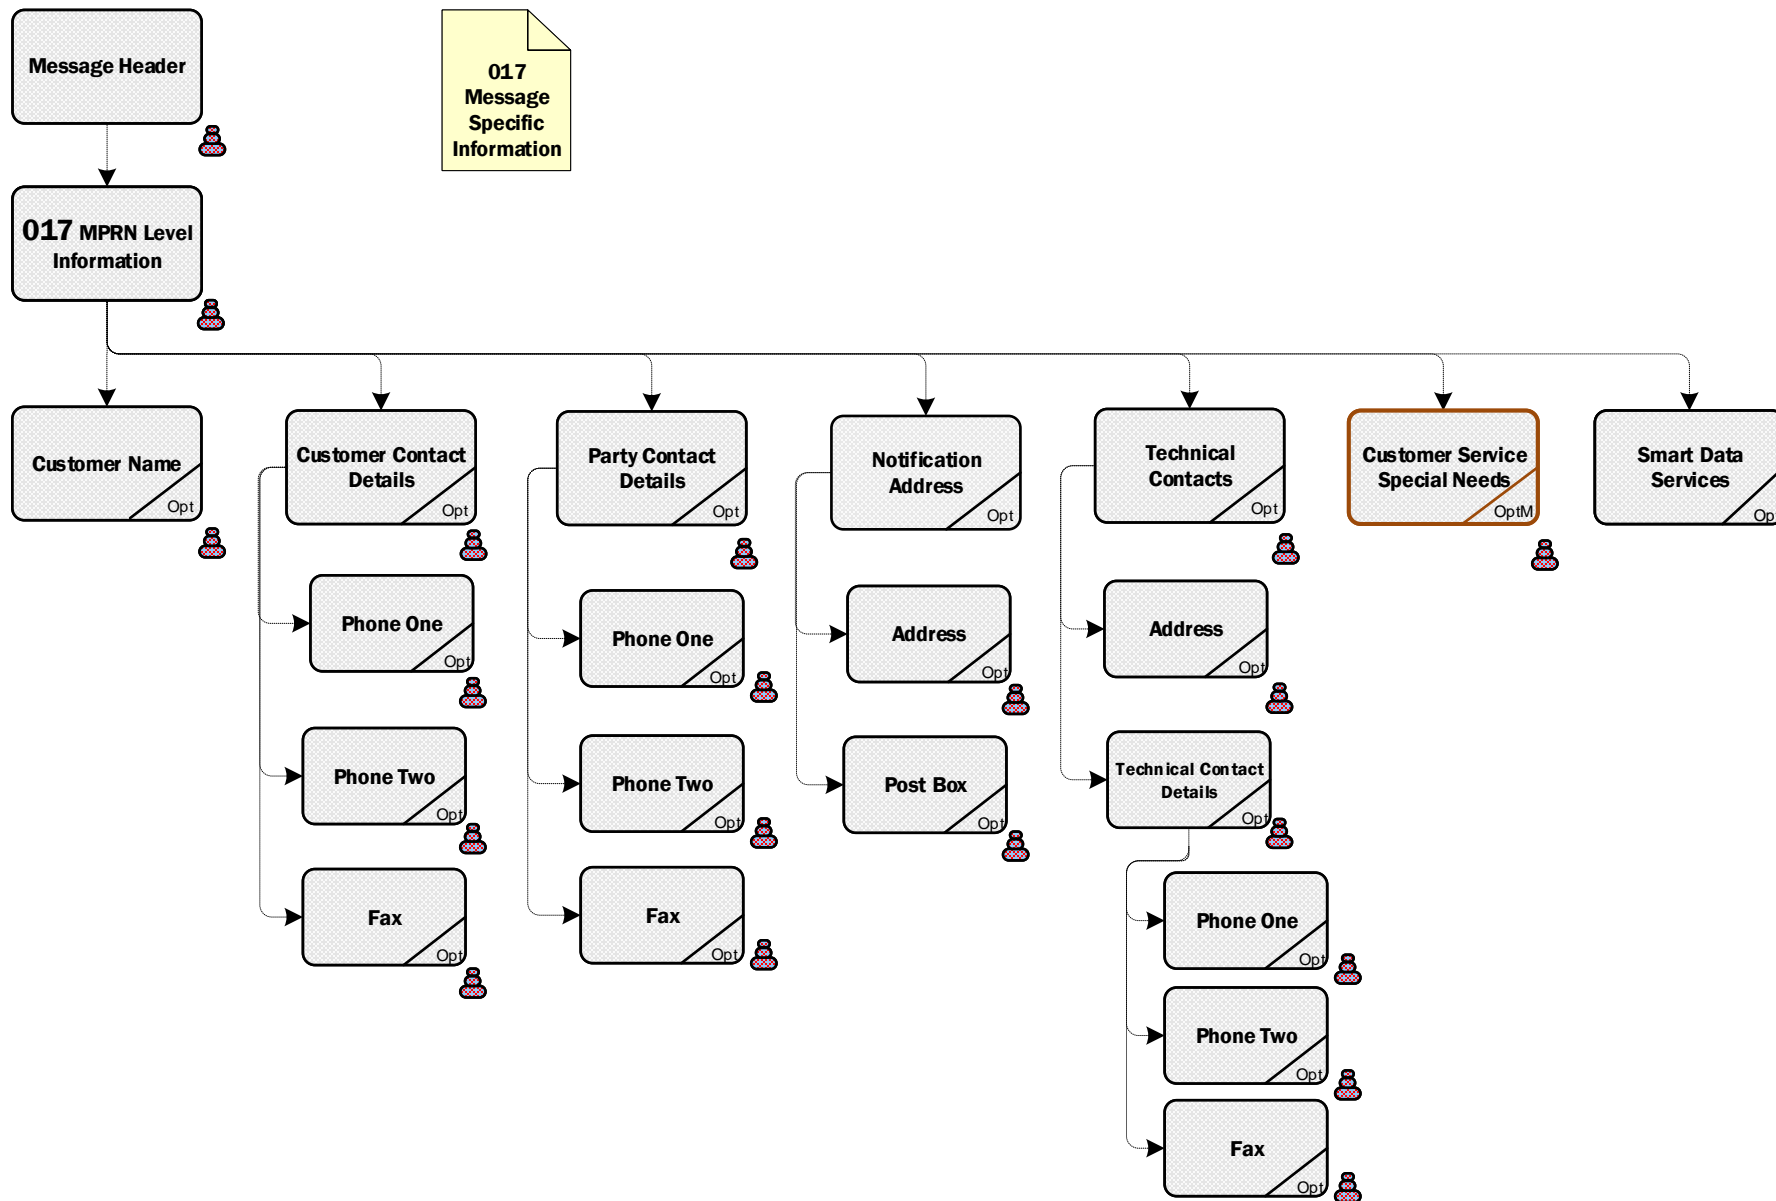 Message Header
017
Message
Specific
Information
017 MPRN Level
Information
Customer Name
Opt
Customer Contact
Details
Opt
Party Contact
Details
Opt
Notification
Address
Opt
Technical
Contacts
Opt
Customer Service
Special Needs
OptM
Smart Data
Services
Opt
Phone One
Opt
Phone One
Opt
Address
Opt
Address
Opt
Phone Two
Opt
Phone Two
Opt
Post Box
Opt
Technical Contact
Details
Opt
Fax
Opt
Fax
Opt
Phone One
Opt
Phone Two
Opt
Fax
Opt